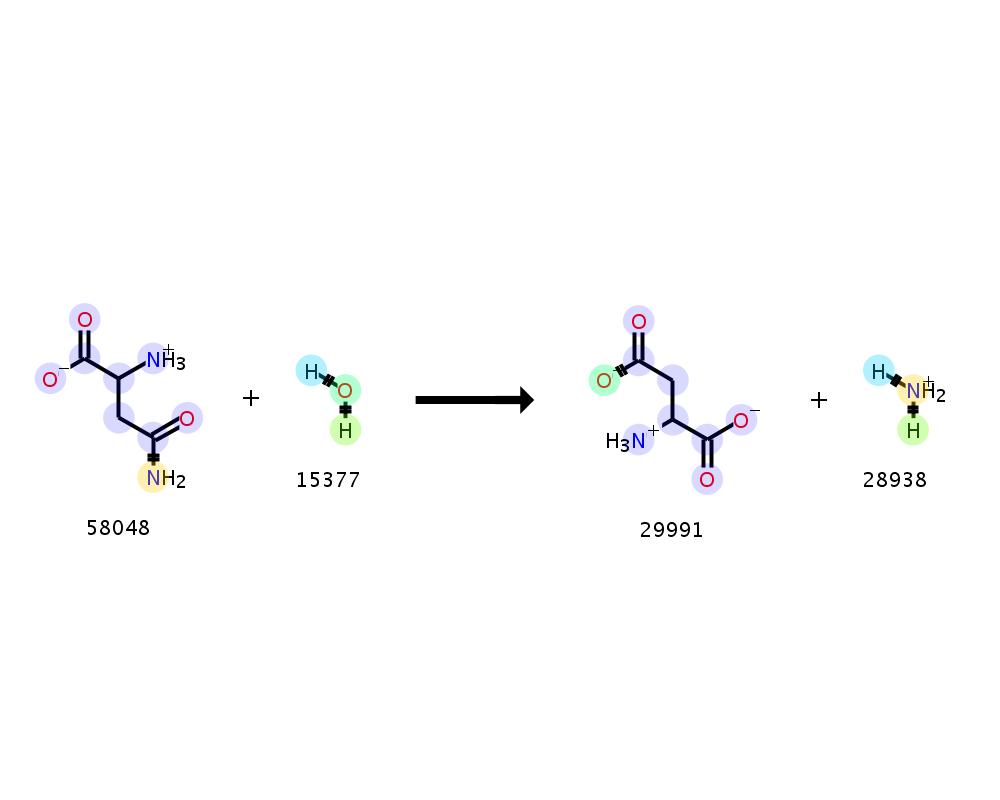 O
O⁻
NH₃⁺
O
NH₂
58048
+
H
O
H
15377
O
O⁻
H₃N⁺
O⁻
O
29991
+
H
NH₂⁺
H
28938